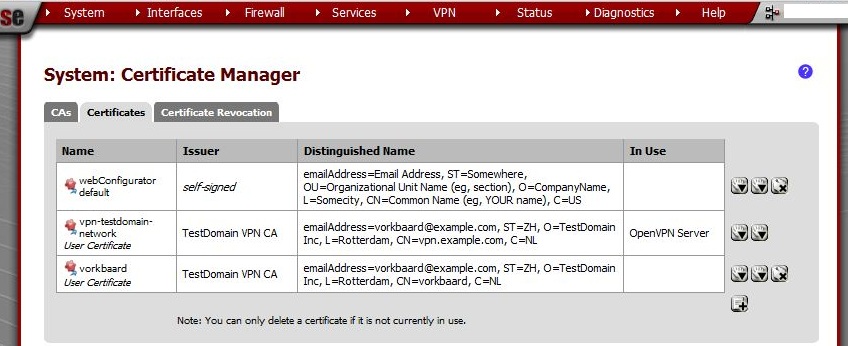 se System Interfaces Firewall Services VPN Status Diagnostics Help
System: Certificate Manager
?
CAs Certificates Certificate Revocation
Name Issuer Distinguished Name In Use
webConfigurator
default
self-signed
emailAddress=Email Address, ST=Somewhere,
OU=Organizational Unit Name (eg, section), O=CompanyName,
L=Somecity, CN=Common Name (eg, YOUR name), C=US
vpn-testdomain-
network
User Certificate
TestDomain VPN CA
emailAddress=vorkbaard@example.com, ST=ZH, O=TestDomain
Inc, L=Rotterdam, CN=vpn.example.com, C=NL
OpenVPN Server
vorkbaard
User Certificate
TestDomain VPN CA
emailAddress=vorkbaard@example.com, ST=ZH, O=TestDomain
Inc, L=Rotterdam, CN=vorkbaard, C=NL
Note: You can only delete a certificate if it is not currently in use.